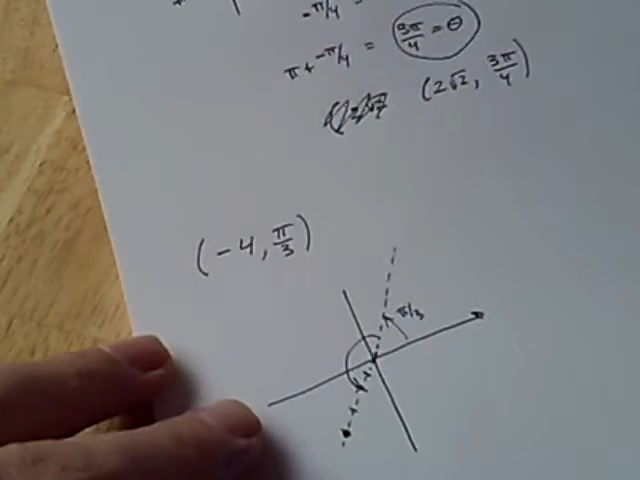 -π/4 =
π + -π/4 = 3π/4 = θ
(2√2, 3π/4)
(-4, π/3)
π/3